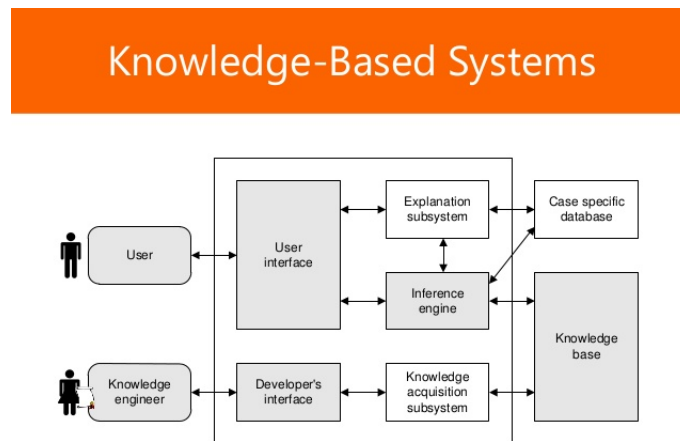 Knowledge-Based Systems
Explanation
subsystem
Case specific
database
User
User
interface
Inference
engine
Knowledge
base
Knowledge
engineer
Developer's
interface
Knowledge
acquisition
subsystem